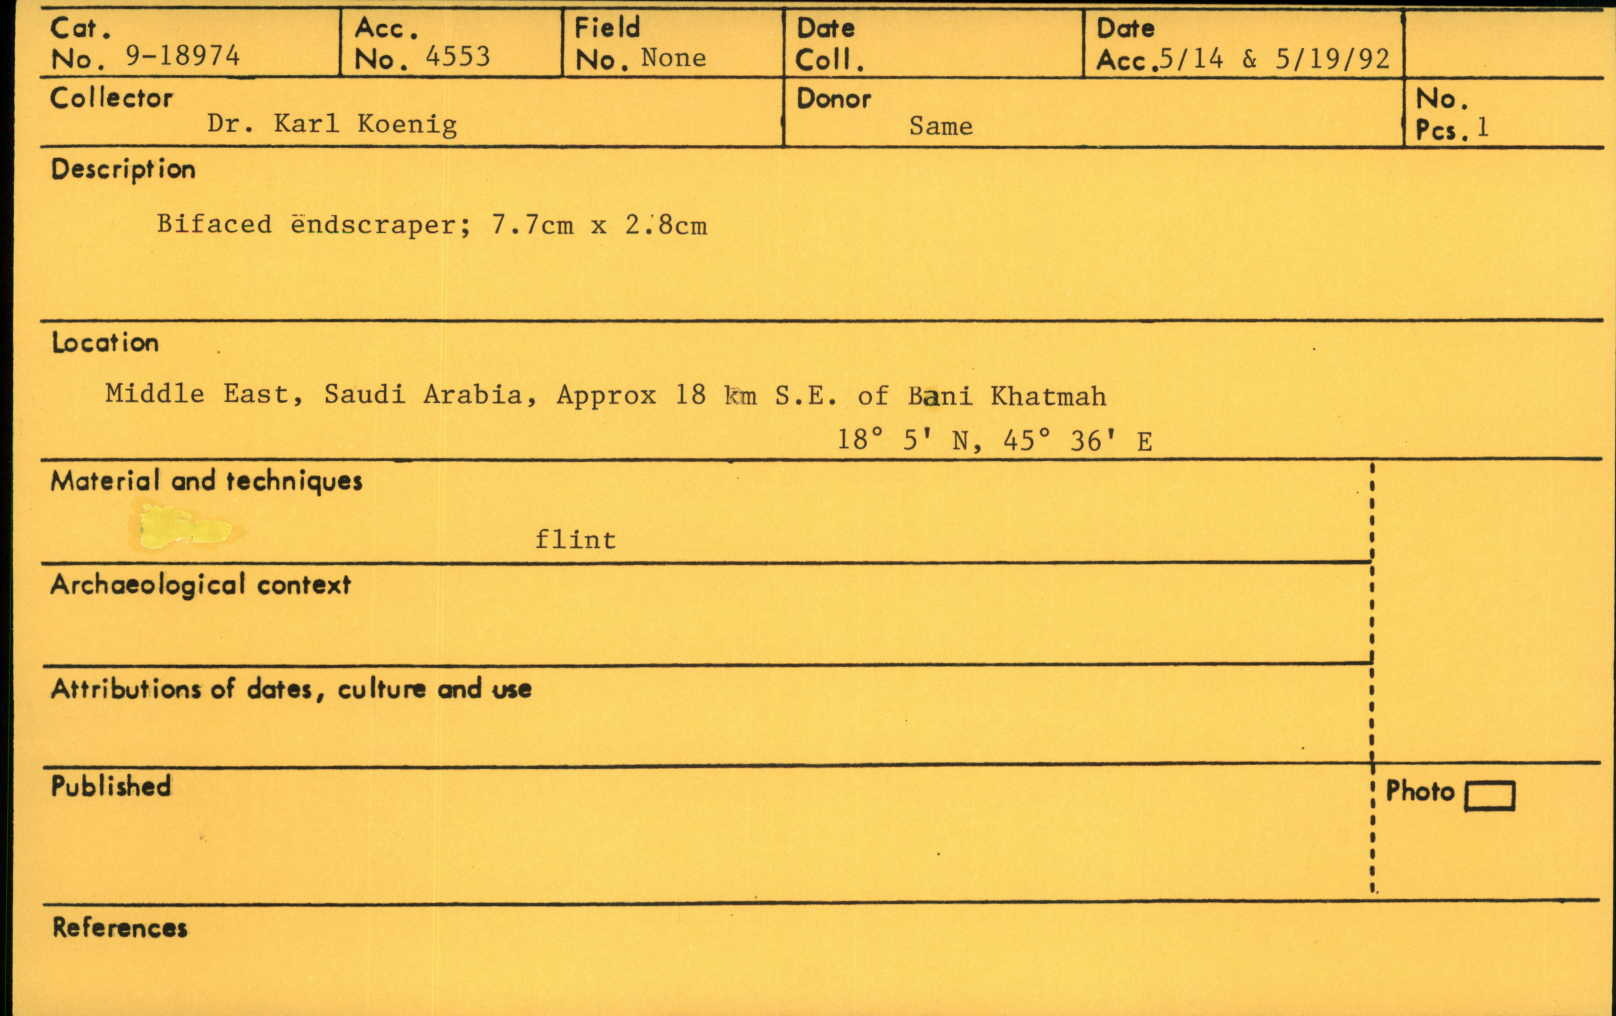 Cat. No. 9-18974
Acc. No. 4553
Field No. None
Date Coll.
Date Acc. 5/14 & 5/19/92
Collector
Dr. Karl Koenig
Donor
Same
No. Pcs. 1
Description
Bifaced endscraper; 7.7cm x 2.8cm
Location
Middle East, Saudi Arabia, Approx 18 km S.E. of Bani Khatmah
18° 5' N, 45° 36' E
Material and techniques
flint
Archaeological context
Attributions of dates, culture and use
Published
Photo
References